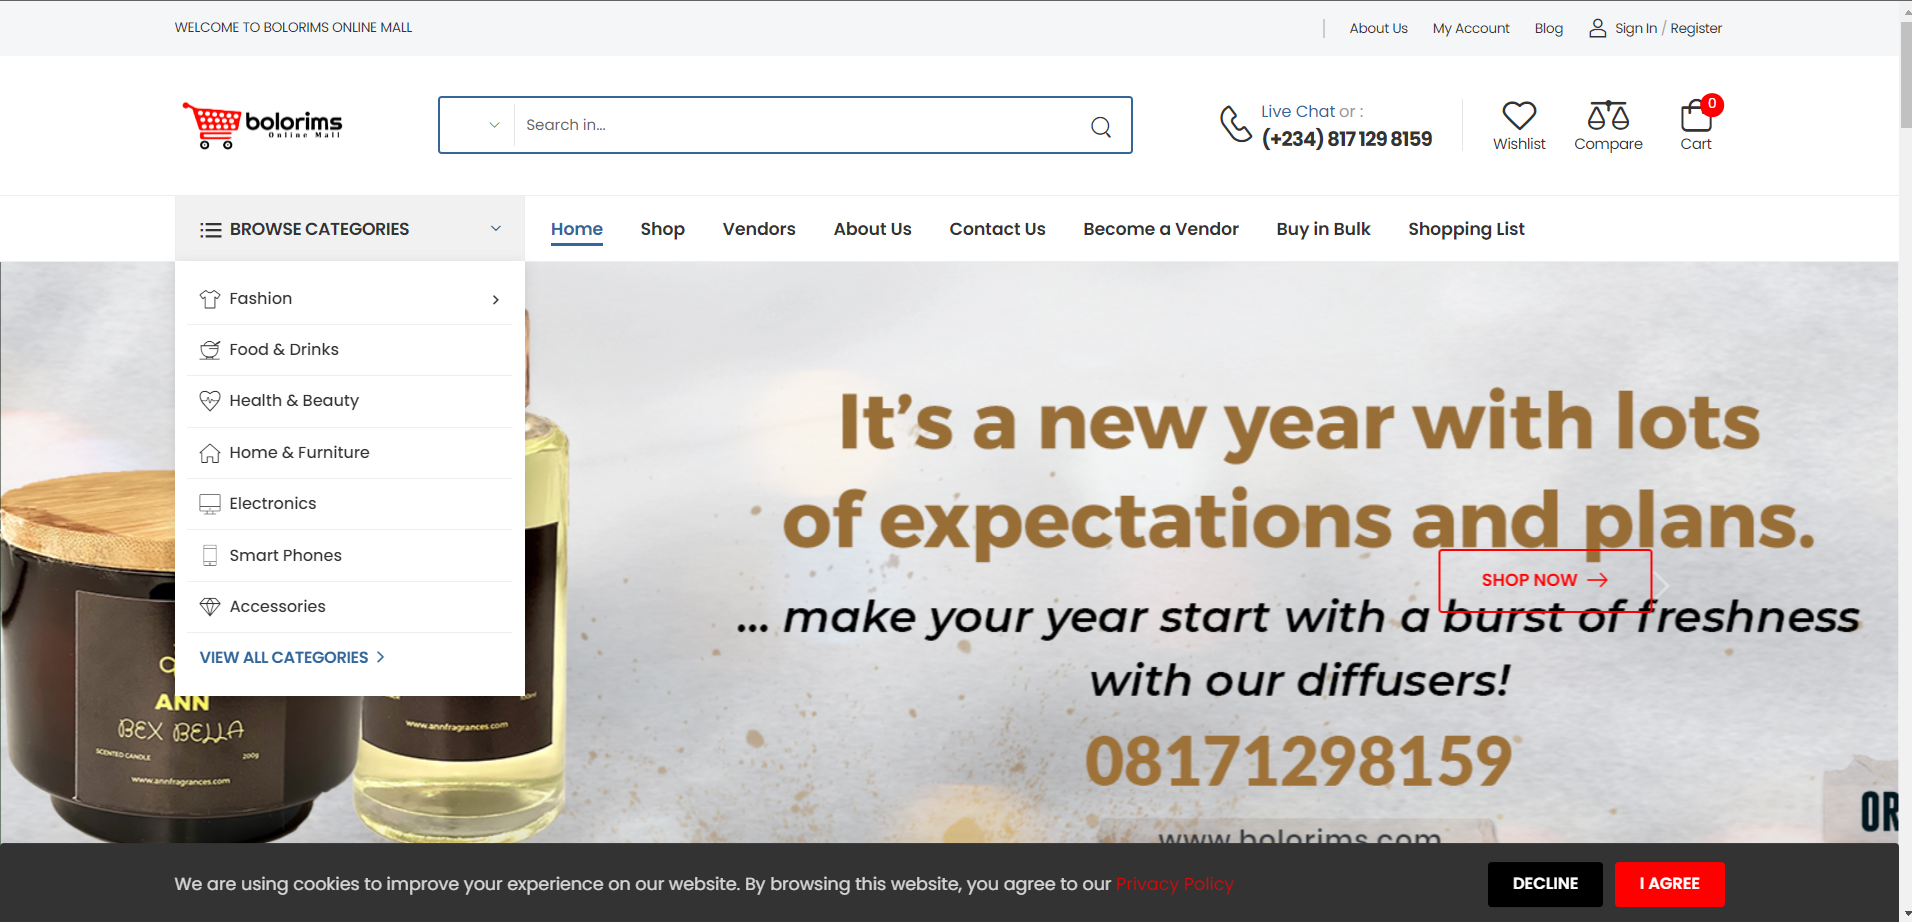 WELCOME TO BOLORIMS ONLINE MALL
About Us
My Account
Blog
Sign In / Register
bolorims
Online Mall
Search in...
Live Chat or :
(+234) 817 129 8159
Wishlist
Compare
0
Cart
BROWSE CATEGORIES
Home
Shop
Vendors
About Us
Contact Us
Become a Vendor
Buy in Bulk
Shopping List
Fashion
Food & Drinks
Health & Beauty
Home & Furniture
Electronics
Smart Phones
Accessories
VIEW ALL CATEGORIES
It's a new year with lots
of expectations and plans.
SHOP NOW
... make your year start with a burst of freshness
with our diffusers!
08171298159
www.bolorims.com
OR
ANN
BEX BELLA
SCENTED CANDLE
200g
www.annfragrances.com
www.annfragrances.com
We are using cookies to improve your experience on our website. By browsing this website, you agree to our Privacy Policy
DECLINE
I AGREE